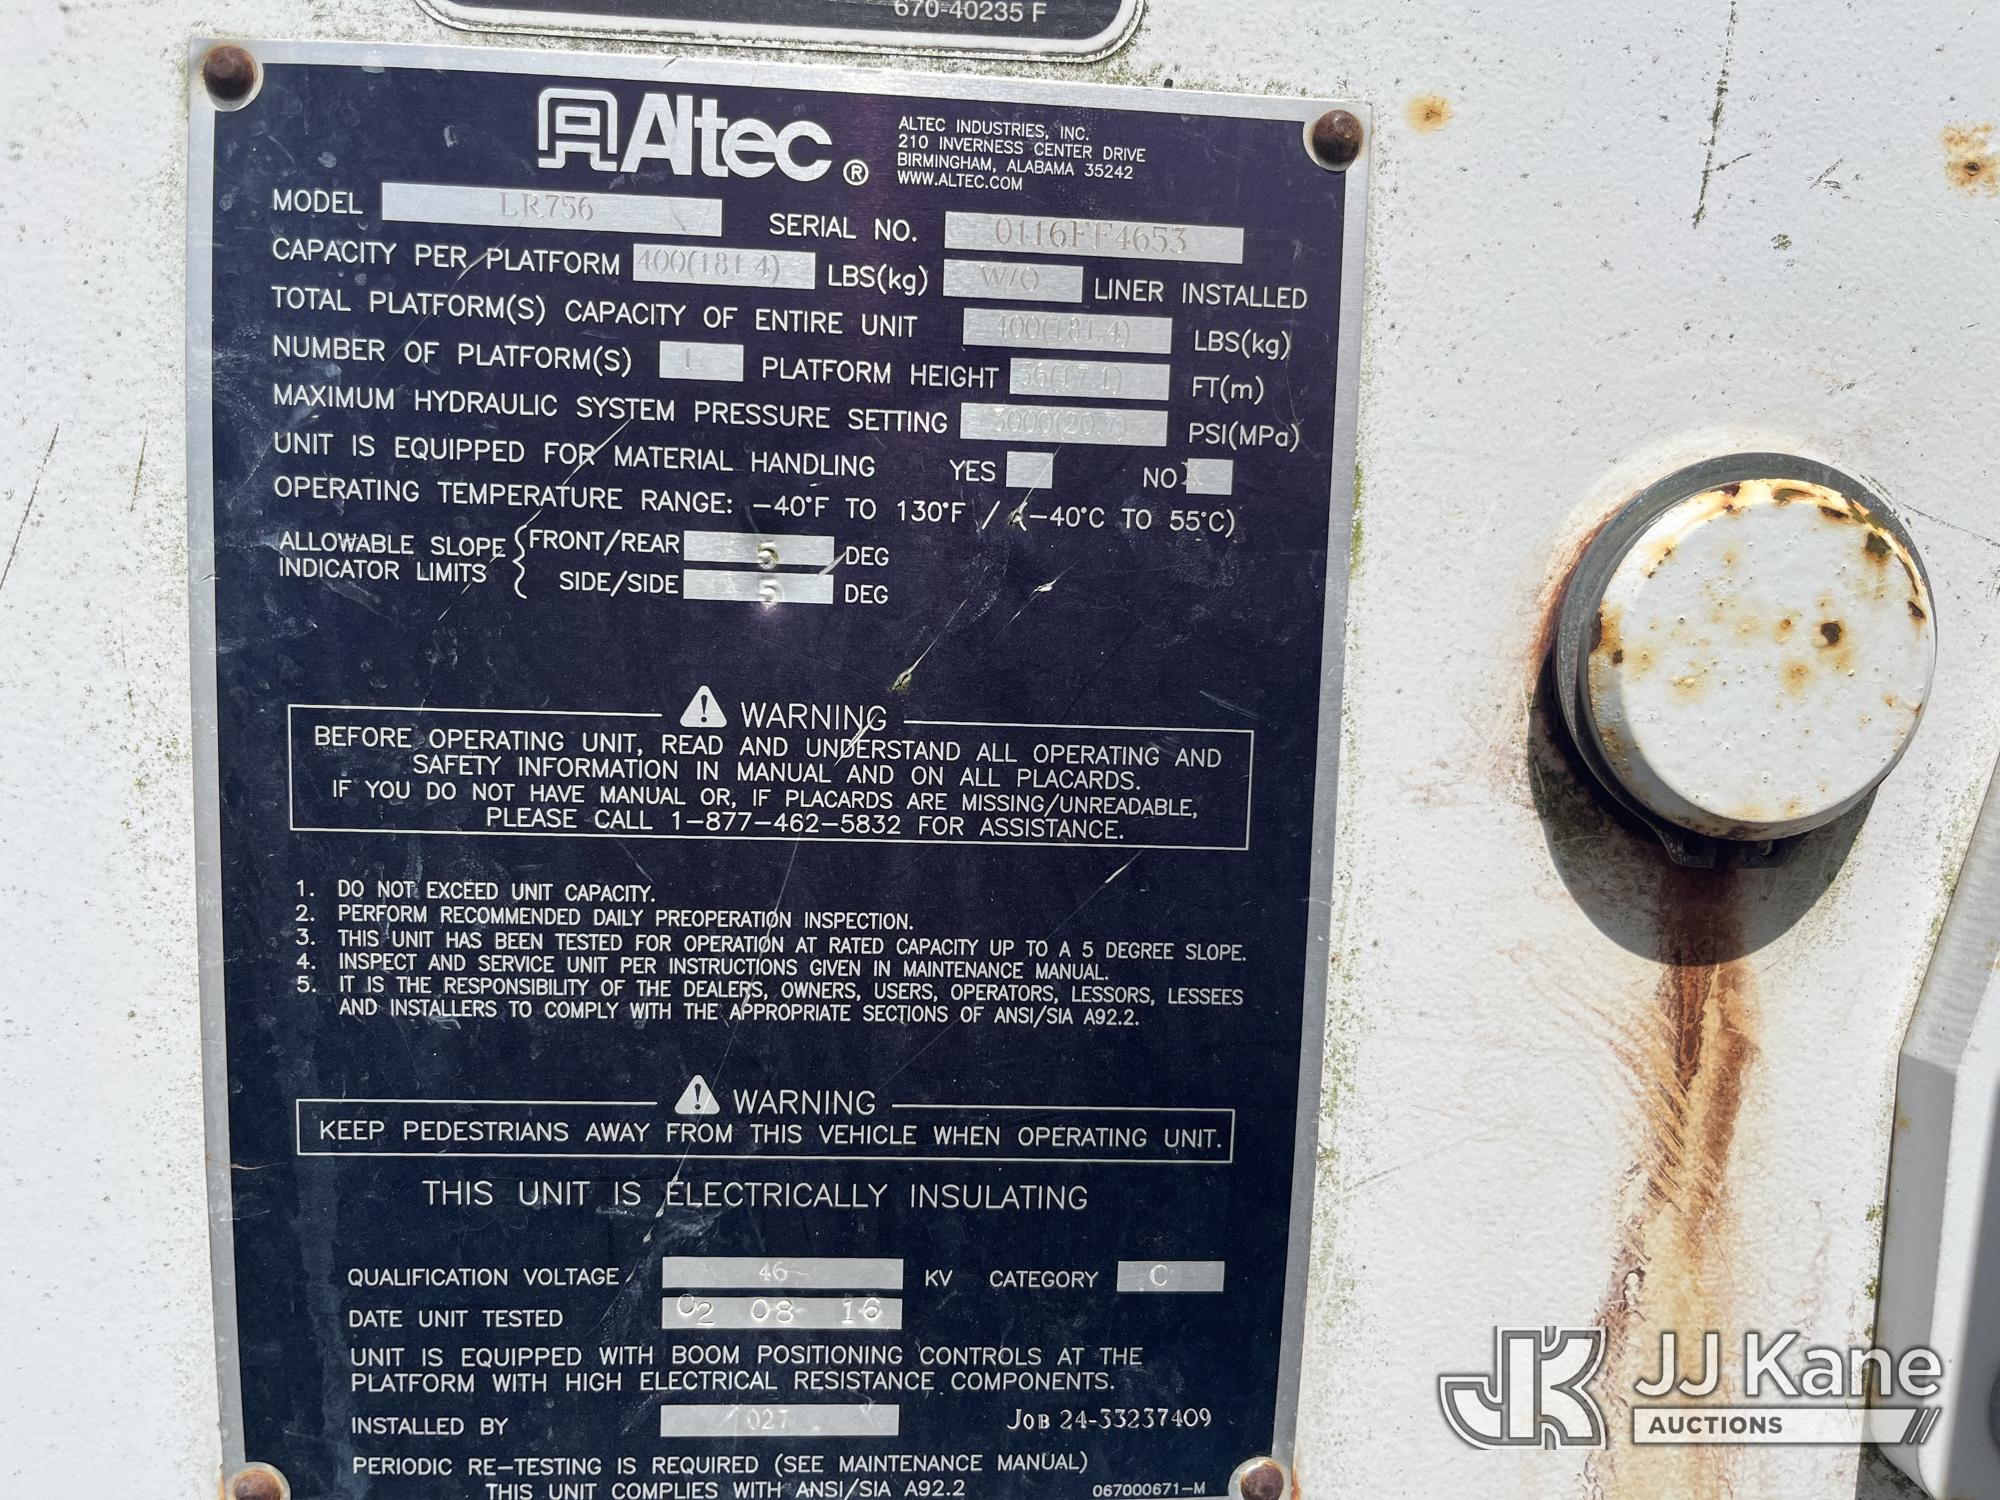 670-40235 F
Altec ®
ALTEC INDUSTRIES, INC.
210 INVERNESS CENTER DRIVE
BIRMINGHAM, ALABAMA 35242
WWW.ALTEC.COM
MODEL LR756 SERIAL NO. 0116FF4653
CAPACITY PER PLATFORM 400(181.4) LBS(kg) W/O LINER INSTALLED
TOTAL PLATFORM(S) CAPACITY OF ENTIRE UNIT 400(181.4) LBS(kg)
NUMBER OF PLATFORM(S) 1 PLATFORM HEIGHT 56(17.1) FT(m)
MAXIMUM HYDRAULIC SYSTEM PRESSURE SETTING 3000(20.7) PSI(MPa)
UNIT IS EQUIPPED FOR MATERIAL HANDLING YES NO X
OPERATING TEMPERATURE RANGE: -40°F TO 130°F / (-40°C TO 55°C)
ALLOWABLE SLOPE INDICATOR LIMITS
FRONT/REAR 5 DEG
SIDE/SIDE 5 DEG
WARNING
BEFORE OPERATING UNIT, READ AND UNDERSTAND ALL OPERATING AND
SAFETY INFORMATION IN MANUAL AND ON ALL PLACARDS.
IF YOU DO NOT HAVE MANUAL OR, IF PLACARDS ARE MISSING/UNREADABLE,
PLEASE CALL 1-877-462-5832 FOR ASSISTANCE.
1. DO NOT EXCEED UNIT CAPACITY.
2. PERFORM RECOMMENDED DAILY PREOPERATION INSPECTION.
3. THIS UNIT HAS BEEN TESTED FOR OPERATION AT RATED CAPACITY UP TO A 5 DEGREE SLOPE.
4. INSPECT AND SERVICE UNIT PER INSTRUCTIONS GIVEN IN MAINTENANCE MANUAL.
5. IT IS THE RESPONSIBILITY OF THE DEALERS, OWNERS, USERS, OPERATORS, LESSORS, LESSEES
AND INSTALLERS TO COMPLY WITH THE APPROPRIATE SECTIONS OF ANSI/SIA A92.2.
WARNING
KEEP PEDESTRIANS AWAY FROM THIS VEHICLE WHEN OPERATING UNIT.
THIS UNIT IS ELECTRICALLY INSULATING
QUALIFICATION VOLTAGE 46 KV CATEGORY C
DATE UNIT TESTED 02 08 16
UNIT IS EQUIPPED WITH BOOM POSITIONING CONTROLS AT THE
PLATFORM WITH HIGH ELECTRICAL RESISTANCE COMPONENTS.
INSTALLED BY 027 JOB 24-33237409
PERIODIC RE-TESTING IS REQUIRED (SEE MAINTENANCE MANUAL)
THIS UNIT COMPLIES WITH ANSI/SIA A92.2 067000671-M
JK JJ Kane
AUCTIONS